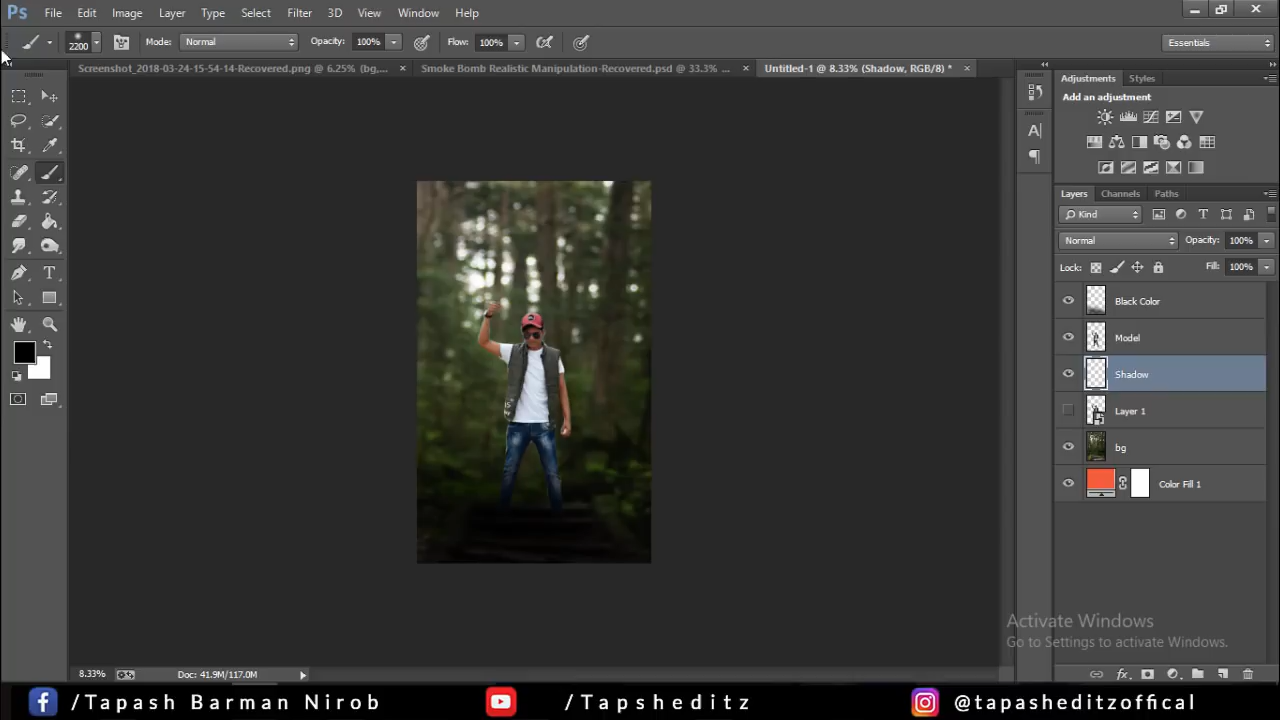 Ps File Edit Image Layer Type Select Filter 3D View Window Help
2200 Mode: Normal Opacity: 100% Flow: 100% Essentials
Screenshot_2018-03-24-15-54-14-Recovered.png @ 6.25% (bg,... × Smoke Bomb Realistic Manipulation-Recovered.psd @ 33.3% ... × Untitled-1 @ 8.33% (Shadow, RGB/8) * ×
Adjustments Styles
Add an adjustment
Layers Channels Paths
Kind
Normal Opacity: 100%
Lock: Fill: 100%
Black Color
Model
Shadow
Layer 1
bg
Color Fill 1
Activate Windows
Go to Settings to activate Windows.
8.33% Doc: 41.9M/117.0M
/Tapash Barman Nirob /Tapsheditz @tapasheditzoffical